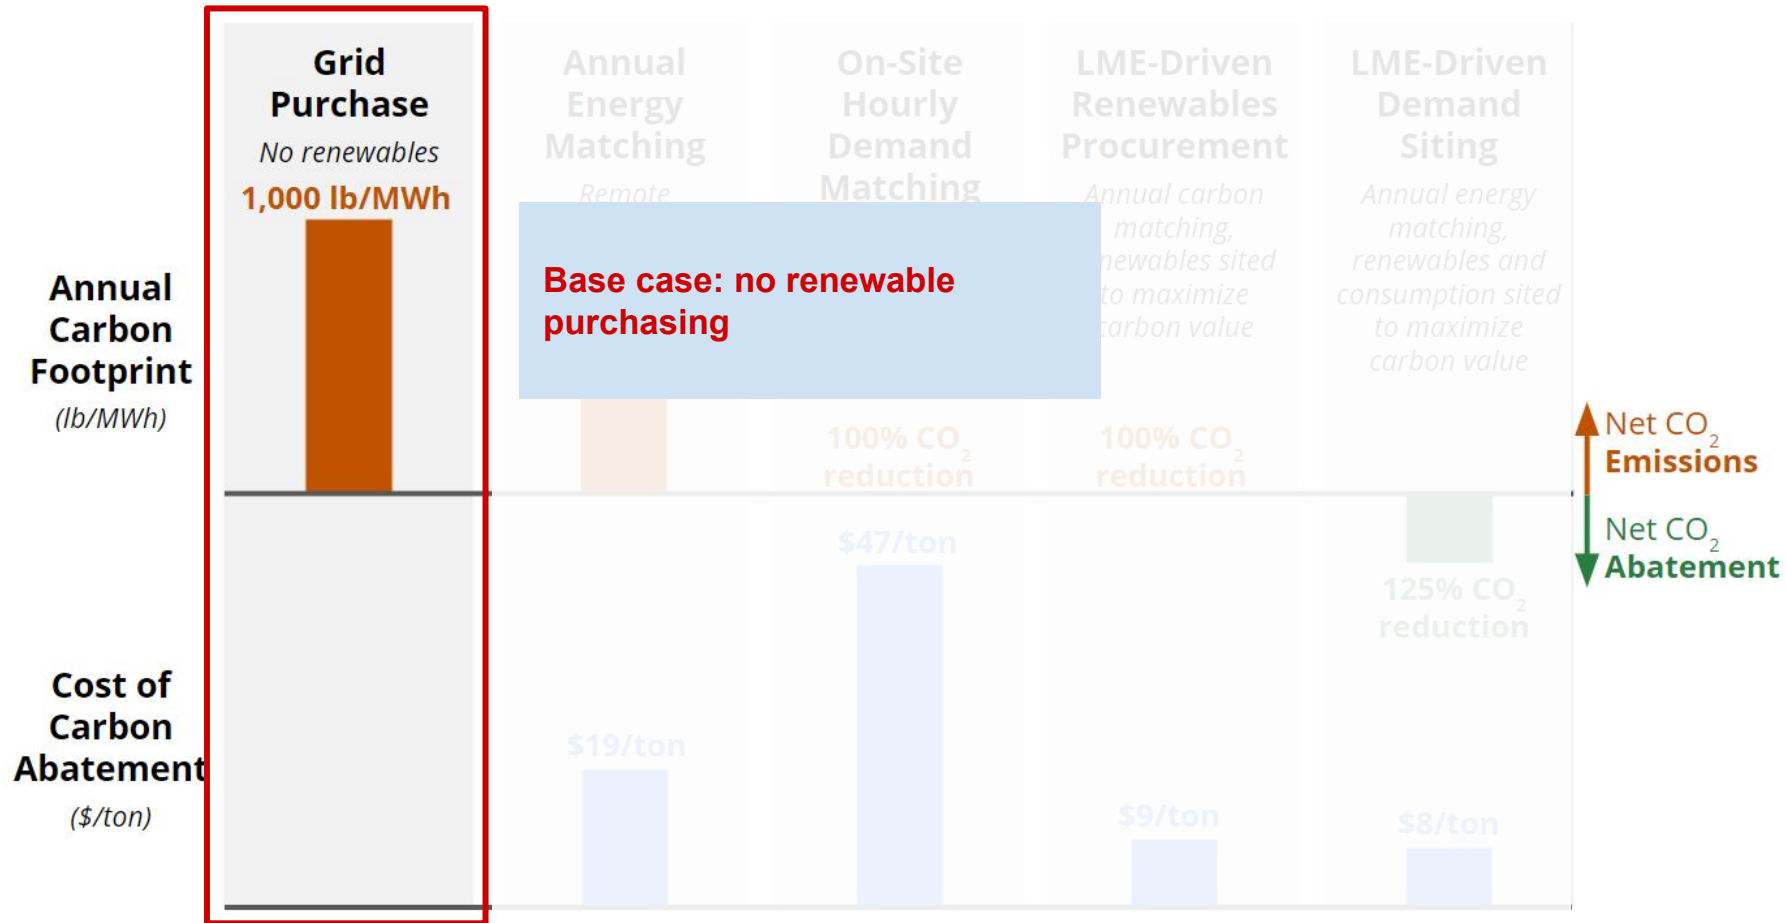 Grid
Purchase
No renewables
1,000 lb/MWh
Annual
Energy
Matching
Remote
On-Site
Hourly
Demand
Matching
LME-Driven
Renewables
Procurement
Annual carbon
matching,
newables sited
to maximize
carbon value
LME-Driven
Demand
Siting
Annual energy
matching,
renewables and
consumption sited
to maximize
carbon value
Base case: no renewable
purchasing
Annual
Carbon
Footprint
(lb/MWh)
100% CO2
reduction
100% CO2
reduction
Net CO2
Emissions
Net CO2
Abatement
125% CO2
reduction
Cost of
Carbon
Abatement
($/ton)
$19/ton
$47/ton
$9/ton
$8/ton